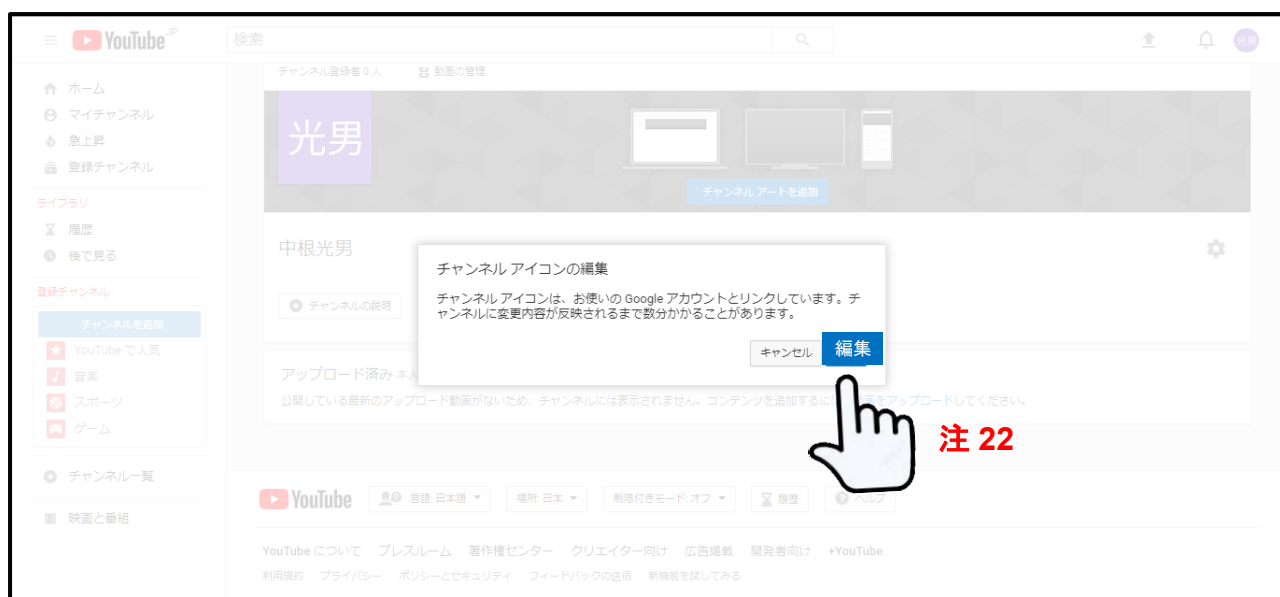 YouTube JP
検索
光男
チャンネル登録者 0 人 動画の管理
ホーム
マイチャンネル
急上昇
登録チャンネル
ライブラリ
履歴
後で見る
登録チャンネル
チャンネルを追加
YouTube で人気
音楽
スポーツ
ゲーム
チャンネル一覧
映画と番組
光男
チャンネル アートを追加
中根光男
チャンネルの説明
チャンネル アイコンの編集
チャンネル アイコンは、お使いの Google アカウントとリンクしています。チ
ャンネルに変更内容が反映されるまで数分かかることがあります。
キャンセル 編集
アップロード済み 本人
公開している最新のアップロード動画がないため、チャンネルには表示されません。コンテンツを追加するに をアップロードしてください。
注 22
YouTube 言語: 日本語 場所: 日本 制限付きモード: オフ 履歴 ヘルプ
YouTube について プレスルーム 著作権センター クリエイター向け 広告掲載 開発者向け +YouTube
利用規約 プライバシー ポリシーとセキュリティ フィードバックの送信 新機能を試してみる